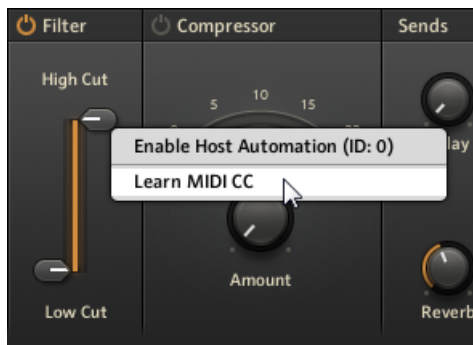 Filter
Compressor
Sends
High Cut
5
10
15
Enable Host Automation (ID: 0)
Learn MIDI CC
Amount
Low Cut
Reverb